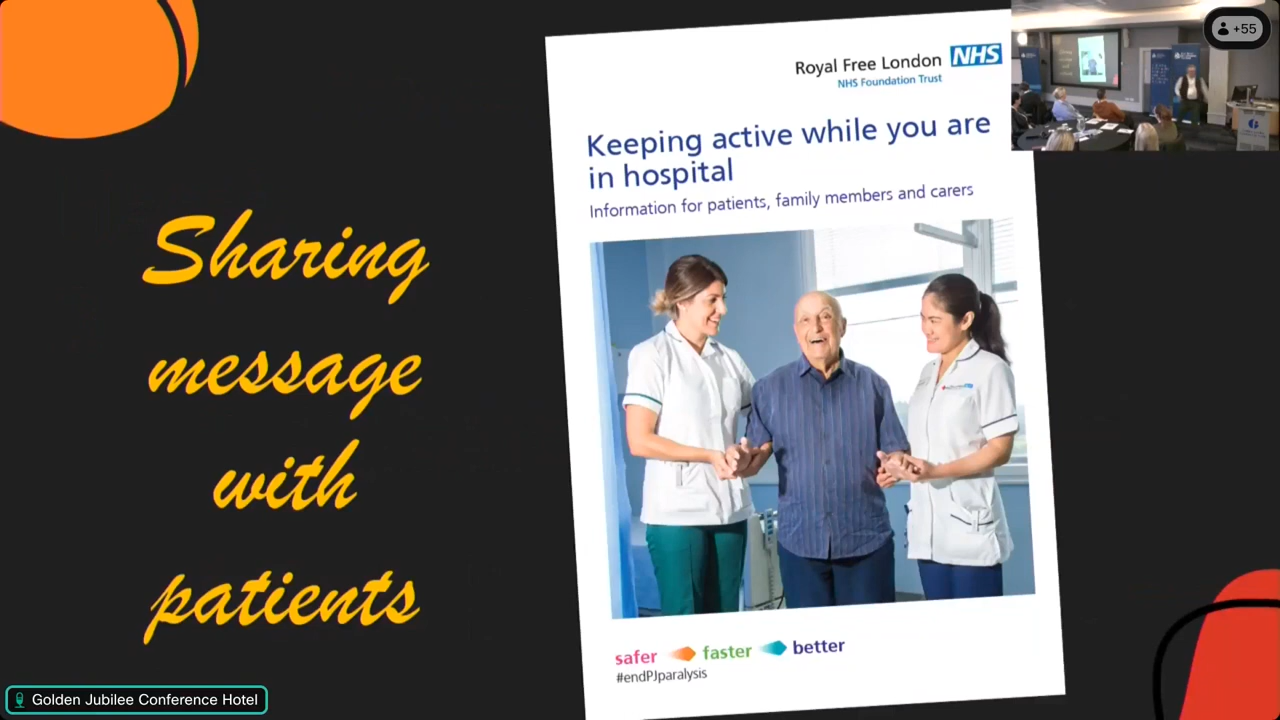 Sharing
message
with
patients
Royal Free London NHS
NHS Foundation Trust
Keeping active while you are
in hospital
Information for patients, family members and carers
safer faster better
#endPJparalysis
+55
Golden Jubilee Conference Hotel